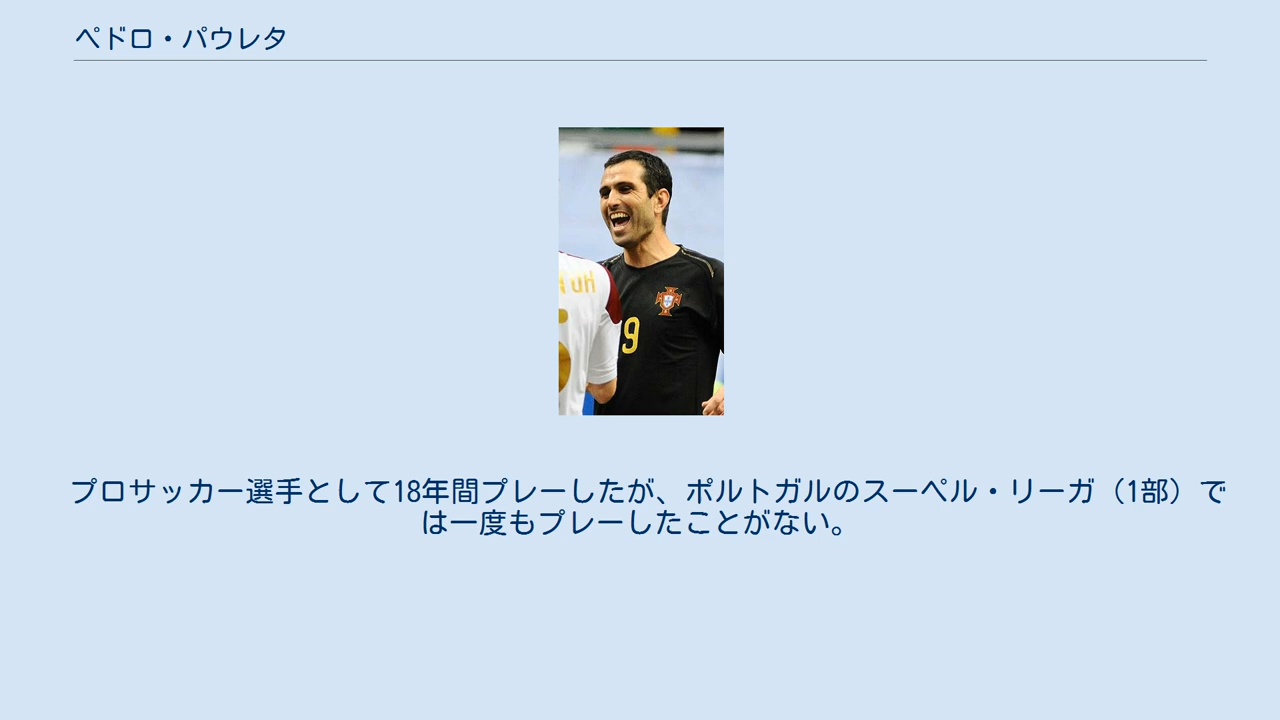 ペドロ・パウレタ
UH
9
プロサッカー選手として18年間プレーしたが、ポルトガルのスーペル・リーガ（1部）で
は一度もプレーしたことがない。